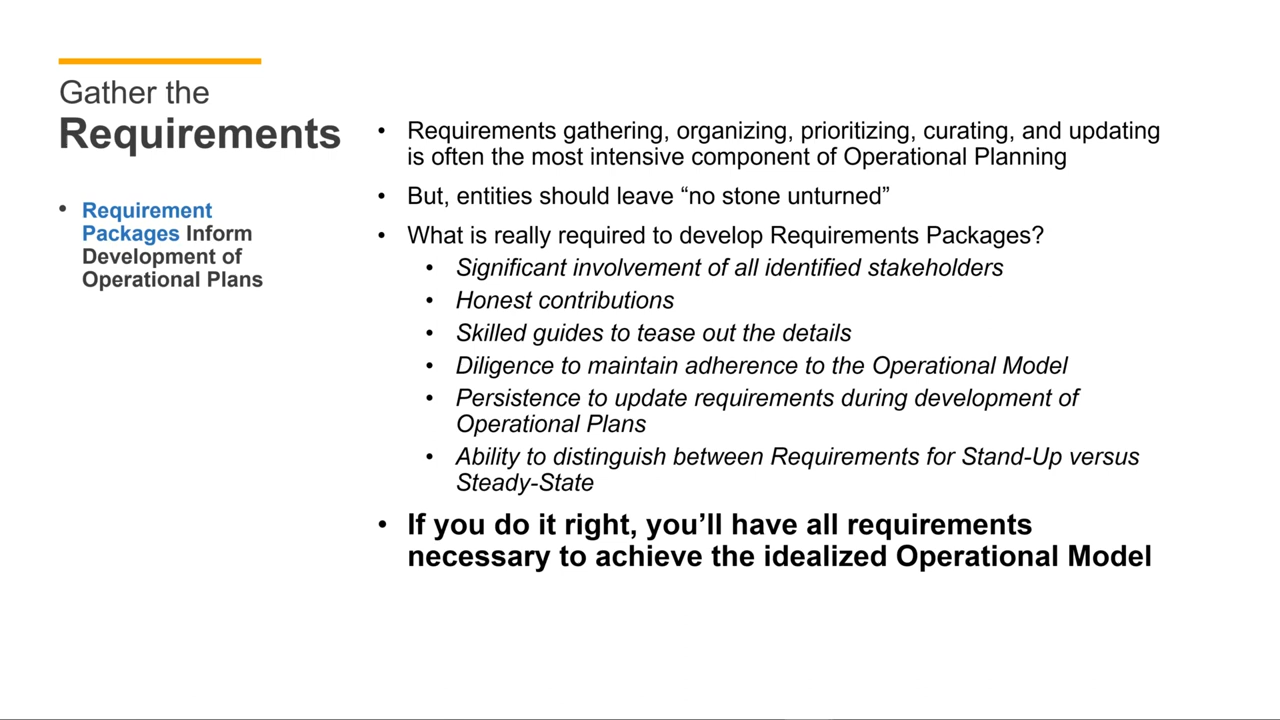 Gather the
Requirements
• Requirement
Packages Inform
Development of
Operational Plans
• Requirements gathering, organizing, prioritizing, curating, and updating
is often the most intensive component of Operational Planning
• But, entities should leave “no stone unturned”
• What is really required to develop Requirements Packages?
• Significant involvement of all identified stakeholders
• Honest contributions
• Skilled guides to tease out the details
• Diligence to maintain adherence to the Operational Model
• Persistence to update requirements during development of
Operational Plans
• Ability to distinguish between Requirements for Stand-Up versus
Steady-State
• If you do it right, you’ll have all requirements
necessary to achieve the idealized Operational Model